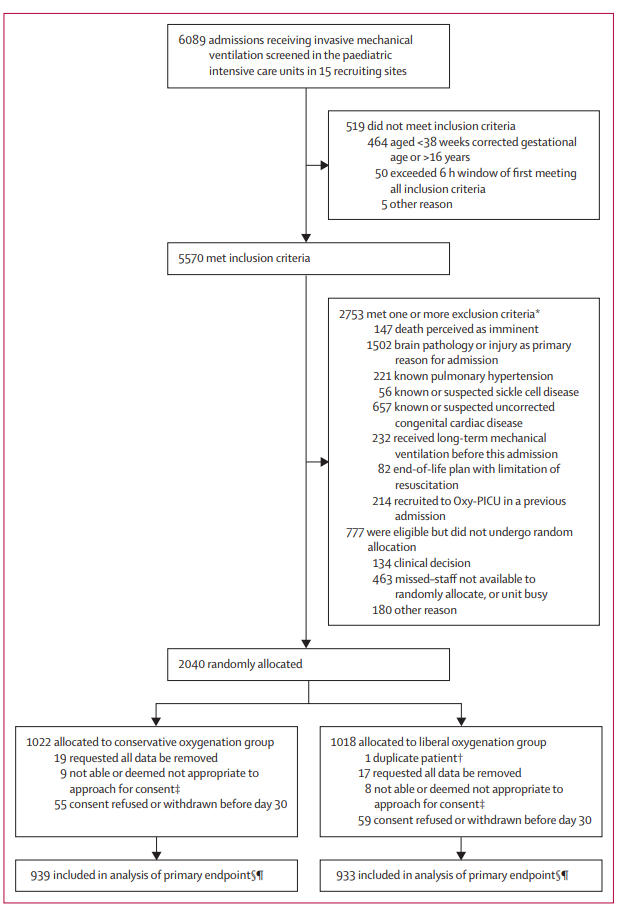 6089 admissions receiving invasive mechanical
ventilation screened in the paediatric
intensive care units in 15 recruiting sites
519 did not meet inclusion criteria
464 aged <38 weeks corrected gestational
age or >16 years
50 exceeded 6 h window of first meeting
all inclusion criteria
5 other reason
5570 met inclusion criteria
2753 met one or more exclusion criteria*
147 death perceived as imminent
1502 brain pathology or injury as primary
reason for admission
221 known pulmonary hypertension
56 known or suspected sickle cell disease
657 known or suspected uncorrected
congenital cardiac disease
232 received long-term mechanical
ventilation before this admission
82 end-of-life plan with limitation of
resuscitation
214 recruited to Oxy-PICU in a previous
admission
777 were eligible but did not undergo random
allocation
134 clinical decision
463 missed–staff not available to
randomly allocate, or unit busy
180 other reason
2040 randomly allocated
1022 allocated to conservative oxygenation group
19 requested all data be removed
9 not able or deemed not appropriate to
approach for consent‡
55 consent refused or withdrawn before day 30
1018 allocated to liberal oxygenation group
1 duplicate patient†
17 requested all data be removed
8 not able or deemed not appropriate to
approach for consent‡
59 consent refused or withdrawn before day 30
939 included in analysis of primary endpoint§¶
933 included in analysis of primary endpoint§¶